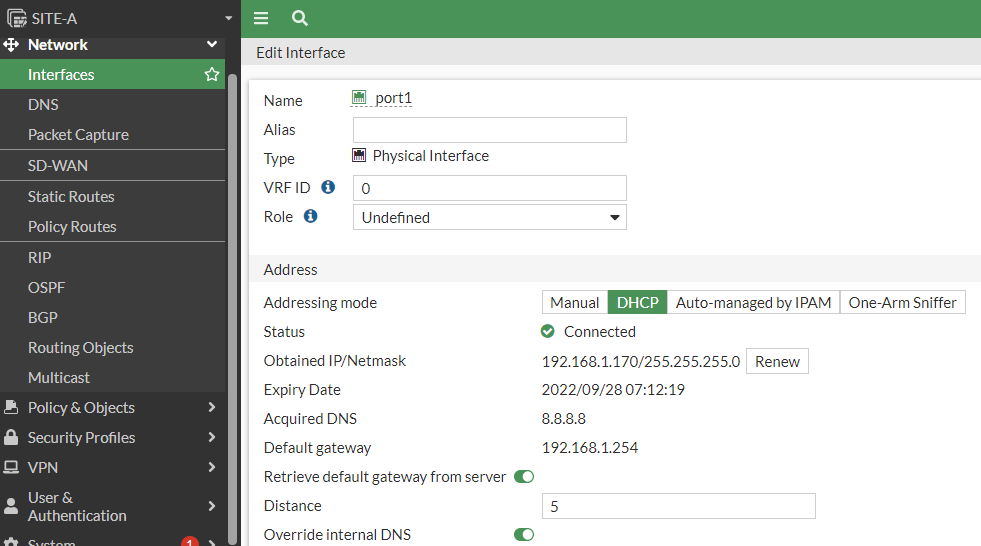 SITE-A
Network
Interfaces
DNS
Packet Capture
SD-WAN
Static Routes
Policy Routes
RIP
OSPF
BGP
Routing Objects
Multicast
Policy & Objects
Security Profiles
VPN
User &
Authentication
System 1
Edit Interface
Name port1
Alias
Type Physical Interface
VRF ID 0
Role Undefined
Address
Addressing mode Manual DHCP Auto-managed by IPAM One-Arm Sniffer
Status Connected
Obtained IP/Netmask 192.168.1.170/255.255.255.0 Renew
Expiry Date 2022/09/28 07:12:19
Acquired DNS 8.8.8.8
Default gateway 192.168.1.254
Retrieve default gateway from server
Distance 5
Override internal DNS